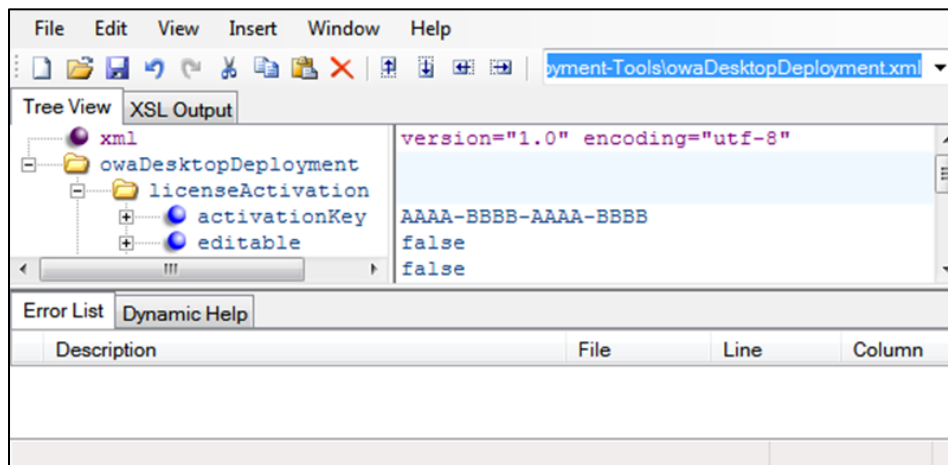 File Edit View Insert Window Help
oyment-Tools\owaDesktopDeployment.xml
Tree View XSL Output
xml version="1.0" encoding="utf-8"
owaDesktopDeployment
licenseActivation
activationKey AAAA-BBBB-AAAA-BBBB
editable false
false
Error List Dynamic Help
Description File Line Column